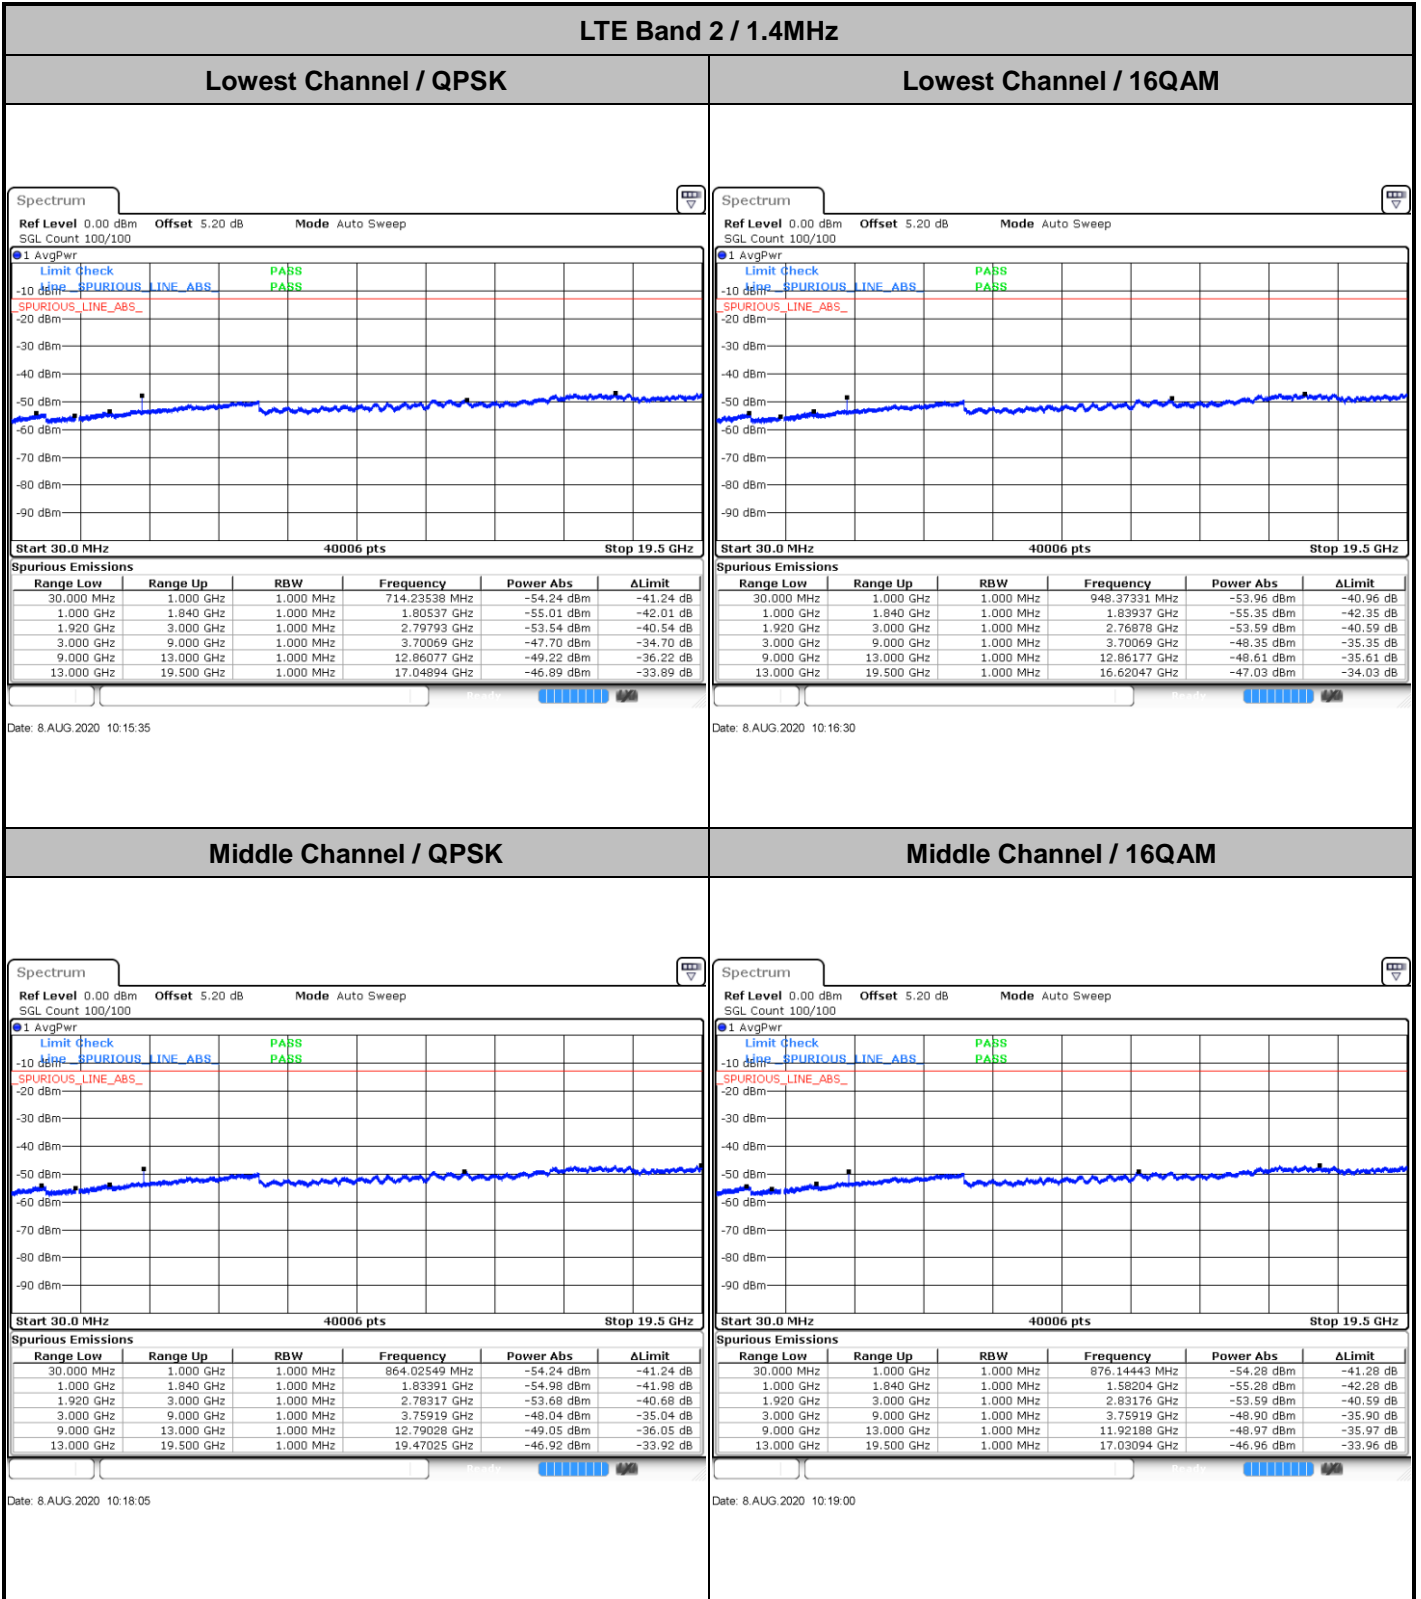 LTE Band 2 / 1.4MHz
Lowest Channel / QPSK
Lowest Channel / 16QAM
Spectrum
Ref Level 0.00 dBm Offset 5.20 dB Mode Auto Sweep
SGL Count 100/100
1 AvgPwr
Limit Check PASS
Line _SPURIOUS_LINE_ABS_ PASS
_SPURIOUS_LINE_ABS_
-10 dBm
-20 dBm
-30 dBm
-40 dBm
-50 dBm
-60 dBm
-70 dBm
-80 dBm
-90 dBm
Start 30.0 MHz 40006 pts Stop 19.5 GHz
Spurious Emissions
Range Low Range Up RBW Frequency Power Abs ΔLimit
30.000 MHz 1.000 GHz 1.000 MHz 714.23538 MHz -54.24 dBm -41.24 dB
1.000 GHz 1.840 GHz 1.000 MHz 1.80537 GHz -55.01 dBm -42.01 dB
1.920 GHz 3.000 GHz 1.000 MHz 2.79793 GHz -53.54 dBm -40.54 dB
3.000 GHz 9.000 GHz 1.000 MHz 3.70069 GHz -47.70 dBm -34.70 dB
9.000 GHz 13.000 GHz 1.000 MHz 12.86077 GHz -49.22 dBm -36.22 dB
13.000 GHz 19.500 GHz 1.000 MHz 17.04894 GHz -46.89 dBm -33.89 dB
Ready
Date: 8.AUG.2020 10:15:35
Spectrum
Ref Level 0.00 dBm Offset 5.20 dB Mode Auto Sweep
SGL Count 100/100
1 AvgPwr
Limit Check PASS
Line _SPURIOUS_LINE_ABS_ PASS
_SPURIOUS_LINE_ABS_
-10 dBm
-20 dBm
-30 dBm
-40 dBm
-50 dBm
-60 dBm
-70 dBm
-80 dBm
-90 dBm
Start 30.0 MHz 40006 pts Stop 19.5 GHz
Spurious Emissions
Range Low Range Up RBW Frequency Power Abs ΔLimit
30.000 MHz 1.000 GHz 1.000 MHz 948.37331 MHz -53.96 dBm -40.96 dB
1.000 GHz 1.840 GHz 1.000 MHz 1.83937 GHz -55.35 dBm -42.35 dB
1.920 GHz 3.000 GHz 1.000 MHz 2.76878 GHz -53.59 dBm -40.59 dB
3.000 GHz 9.000 GHz 1.000 MHz 3.70069 GHz -48.35 dBm -35.35 dB
9.000 GHz 13.000 GHz 1.000 MHz 12.86177 GHz -48.61 dBm -35.61 dB
13.000 GHz 19.500 GHz 1.000 MHz 16.62047 GHz -47.03 dBm -34.03 dB
Ready
Date: 8.AUG.2020 10:16:30
Middle Channel / QPSK
Middle Channel / 16QAM
Spectrum
Ref Level 0.00 dBm Offset 5.20 dB Mode Auto Sweep
SGL Count 100/100
1 AvgPwr
Limit Check PASS
Line _SPURIOUS_LINE_ABS_ PASS
_SPURIOUS_LINE_ABS_
-10 dBm
-20 dBm
-30 dBm
-40 dBm
-50 dBm
-60 dBm
-70 dBm
-80 dBm
-90 dBm
Start 30.0 MHz 40006 pts Stop 19.5 GHz
Spurious Emissions
Range Low Range Up RBW Frequency Power Abs ΔLimit
30.000 MHz 1.000 GHz 1.000 MHz 864.02549 MHz -54.24 dBm -41.24 dB
1.000 GHz 1.840 GHz 1.000 MHz 1.83391 GHz -54.98 dBm -41.98 dB
1.920 GHz 3.000 GHz 1.000 MHz 2.78317 GHz -53.68 dBm -40.68 dB
3.000 GHz 9.000 GHz 1.000 MHz 3.75919 GHz -48.04 dBm -35.04 dB
9.000 GHz 13.000 GHz 1.000 MHz 12.79028 GHz -49.05 dBm -36.05 dB
13.000 GHz 19.500 GHz 1.000 MHz 19.47025 GHz -46.92 dBm -33.92 dB
Ready
Date: 8.AUG.2020 10:18:05
Spectrum
Ref Level 0.00 dBm Offset 5.20 dB Mode Auto Sweep
SGL Count 100/100
1 AvgPwr
Limit Check PASS
Line _SPURIOUS_LINE_ABS_ PASS
_SPURIOUS_LINE_ABS_
-10 dBm
-20 dBm
-30 dBm
-40 dBm
-50 dBm
-60 dBm
-70 dBm
-80 dBm
-90 dBm
Start 30.0 MHz 40006 pts Stop 19.5 GHz
Spurious Emissions
Range Low Range Up RBW Frequency Power Abs ΔLimit
30.000 MHz 1.000 GHz 1.000 MHz 876.14443 MHz -54.28 dBm -41.28 dB
1.000 GHz 1.840 GHz 1.000 MHz 1.58204 GHz -55.28 dBm -42.28 dB
1.920 GHz 3.000 GHz 1.000 MHz 2.83176 GHz -53.59 dBm -40.59 dB
3.000 GHz 9.000 GHz 1.000 MHz 3.75919 GHz -48.90 dBm -35.90 dB
9.000 GHz 13.000 GHz 1.000 MHz 11.92188 GHz -48.97 dBm -35.97 dB
13.000 GHz 19.500 GHz 1.000 MHz 17.03094 GHz -46.96 dBm -33.96 dB
Ready
Date: 8.AUG.2020 10:19:00